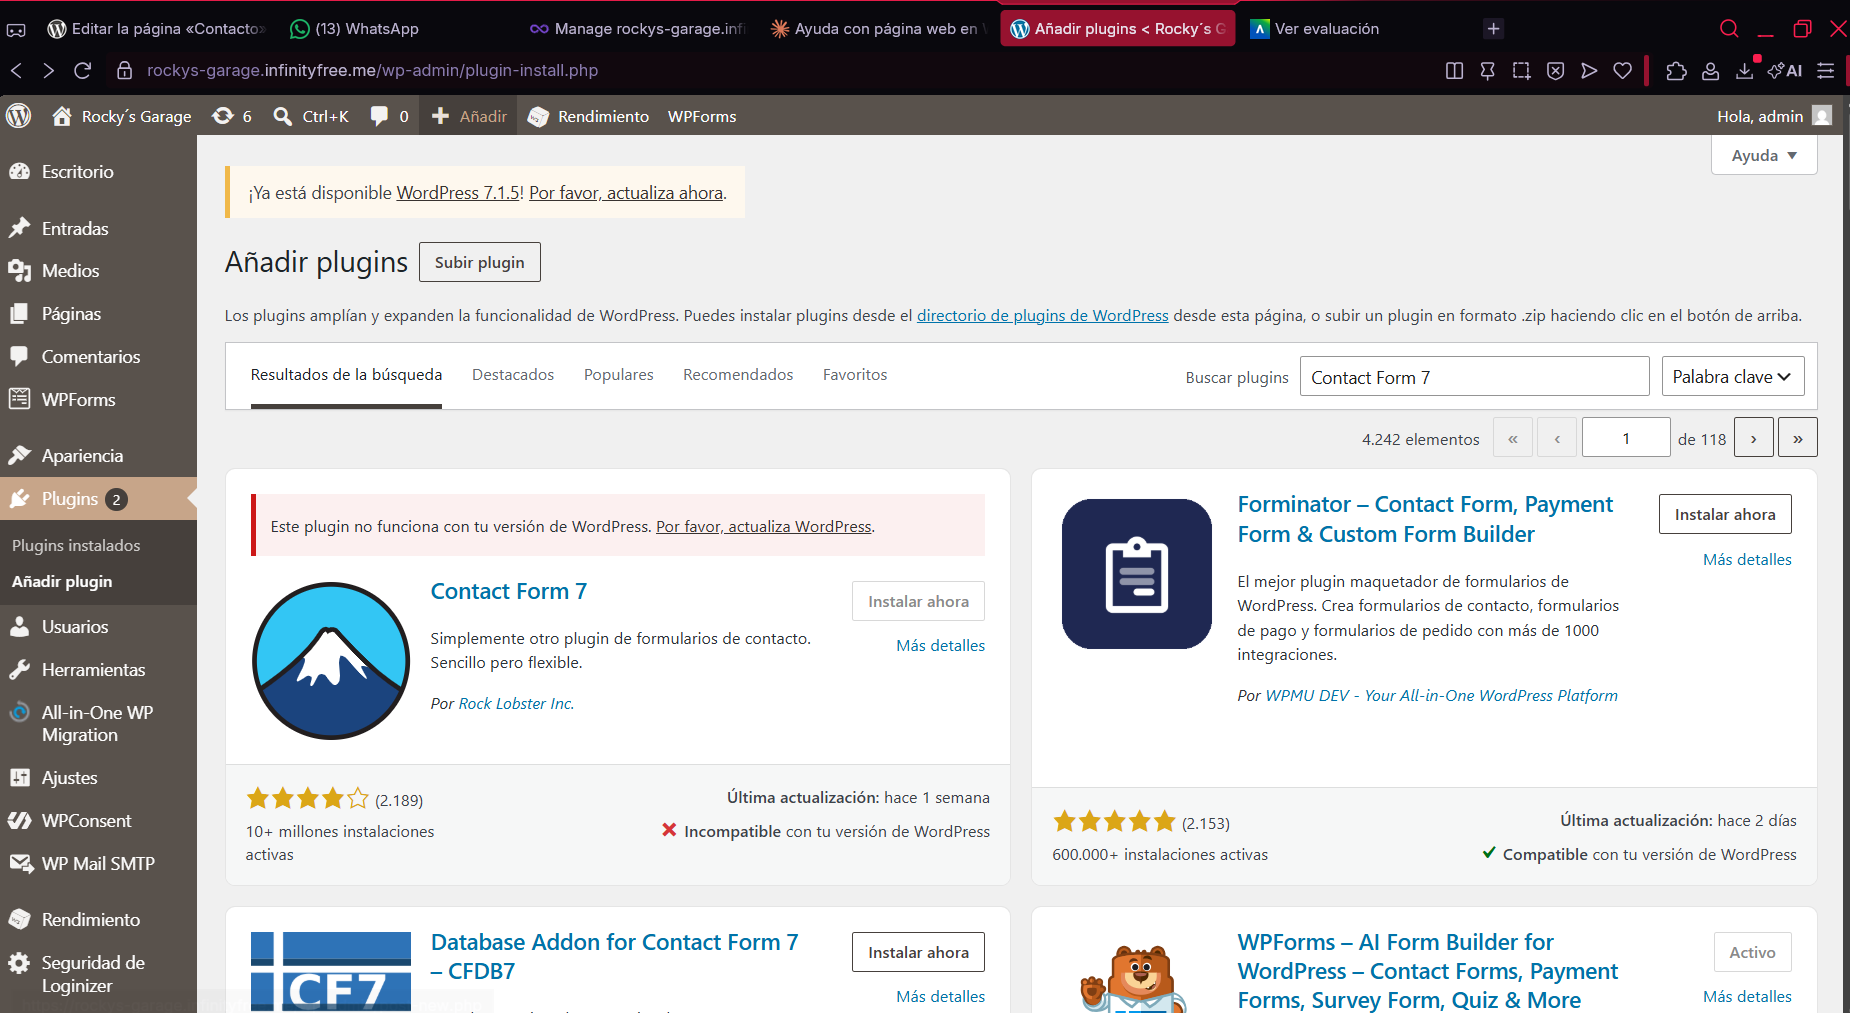 Editar la página «Contacto»
(13) WhatsApp
Manage rockys-garage.infi
Ayuda con página web en
Añadir plugins < Rocky´s G
Ver evaluación
rockys-garage.infinityfree.me/wp-admin/plugin-install.php
AI
Rocky´s Garage
6
Ctrl+K
0
Añadir
Rendimiento
WPForms
Hola, admin
Ayuda
Escritorio
Entradas
Medios
Páginas
Comentarios
WPForms
Apariencia
Plugins 2
Plugins instalados
Añadir plugin
Usuarios
Herramientas
All-in-One WP
Migration
Ajustes
WPConsent
WP Mail SMTP
Rendimiento
Seguridad de
Loginizer
¡Ya está disponible WordPress 7.1.5! Por favor, actualiza ahora.
Añadir plugins
Subir plugin
Los plugins amplían y expanden la funcionalidad de WordPress. Puedes instalar plugins desde el directorio de plugins de WordPress desde esta página, o subir un plugin en formato .zip haciendo clic en el botón de arriba.
Resultados de la búsqueda
Destacados
Populares
Recomendados
Favoritos
Buscar plugins
Contact Form 7
Palabra clave
4.242 elementos
«
‹
1
de 118
›
»
Este plugin no funciona con tu versión de WordPress. Por favor, actualiza WordPress.
Contact Form 7
Instalar ahora
Más detalles
Simplemente otro plugin de formularios de contacto.
Sencillo pero flexible.
Por Rock Lobster Inc.
(2.189)
10+ millones instalaciones
activas
Última actualización: hace 1 semana
Incompatible con tu versión de WordPress
Forminator – Contact Form, Payment
Form & Custom Form Builder
Instalar ahora
Más detalles
El mejor plugin maquetador de formularios de
WordPress. Crea formularios de contacto, formularios
de pago y formularios de pedido con más de 1000
integraciones.
Por WPMU DEV - Your All-in-One WordPress Platform
(2.153)
600.000+ instalaciones activas
Última actualización: hace 2 días
Compatible con tu versión de WordPress
CF7
Database Addon for Contact Form 7
– CFDB7
Instalar ahora
Más detalles
WPForms – AI Form Builder for
WordPress – Contact Forms, Payment
Forms, Survey Form, Quiz & More
Activo
Más detalles